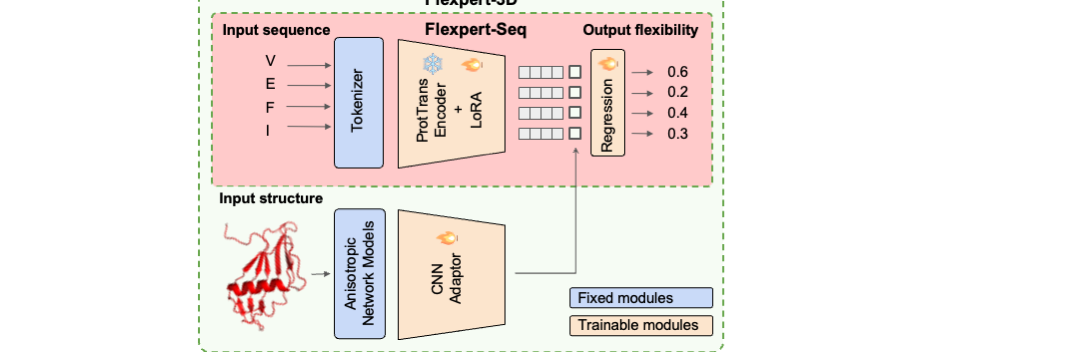 Flexpert-3D
Input sequence
Flexpert-Seq
Output flexibility
V
E
F
I
Tokenizer
ProtTrans
Encoder
+
LoRA
Regression
0.6
0.2
0.4
0.3
Input structure
Anisotropic
Network Models
CNN
Adaptor
Fixed modules
Trainable modules